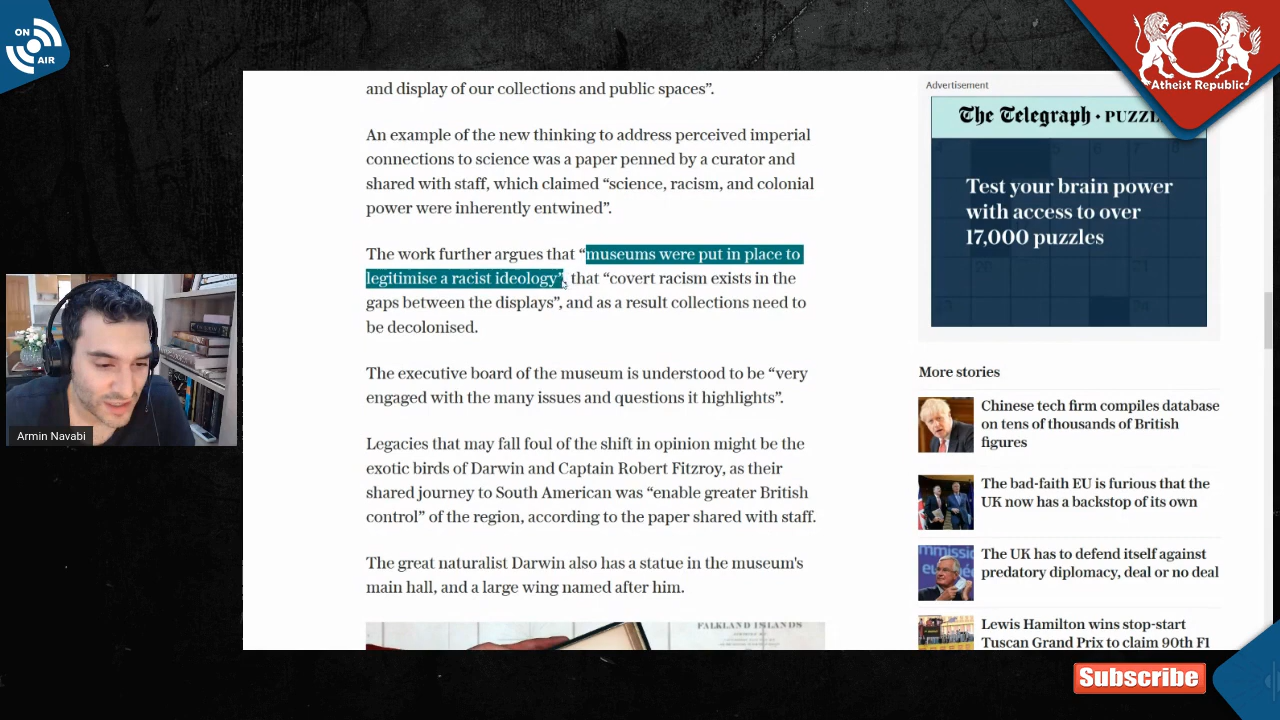 ON
AIR
Atheist Republic
and display of our collections and public spaces”.
An example of the new thinking to address perceived imperial
connections to science was a paper penned by a curator and
shared with staff, which claimed “science, racism, and colonial
power were inherently entwined”.
The work further argues that “museums were put in place to
legitimise a racist ideology”, that “covert racism exists in the
gaps between the displays”, and as a result collections need to
be decolonised.
The executive board of the museum is understood to be “very
engaged with the many issues and questions it highlights”.
Legacies that may fall foul of the shift in opinion might be the
exotic birds of Darwin and Captain Robert Fitzroy, as their
shared journey to South American was “enable greater British
control” of the region, according to the paper shared with staff.
The great naturalist Darwin also has a statue in the museum's
main hall, and a large wing named after him.
FALKLAND ISLANDS
Advertisement
The Telegraph • PUZZL
Test your brain power
with access to over
17,000 puzzles
More stories
Chinese tech firm compiles database
on tens of thousands of British
figures
The bad-faith EU is furious that the
UK now has a backstop of its own
The UK has to defend itself against
predatory diplomacy, deal or no deal
Lewis Hamilton wins stop-start
Tuscan Grand Prix to claim 90th F1
Armin Navabi
Subscribe